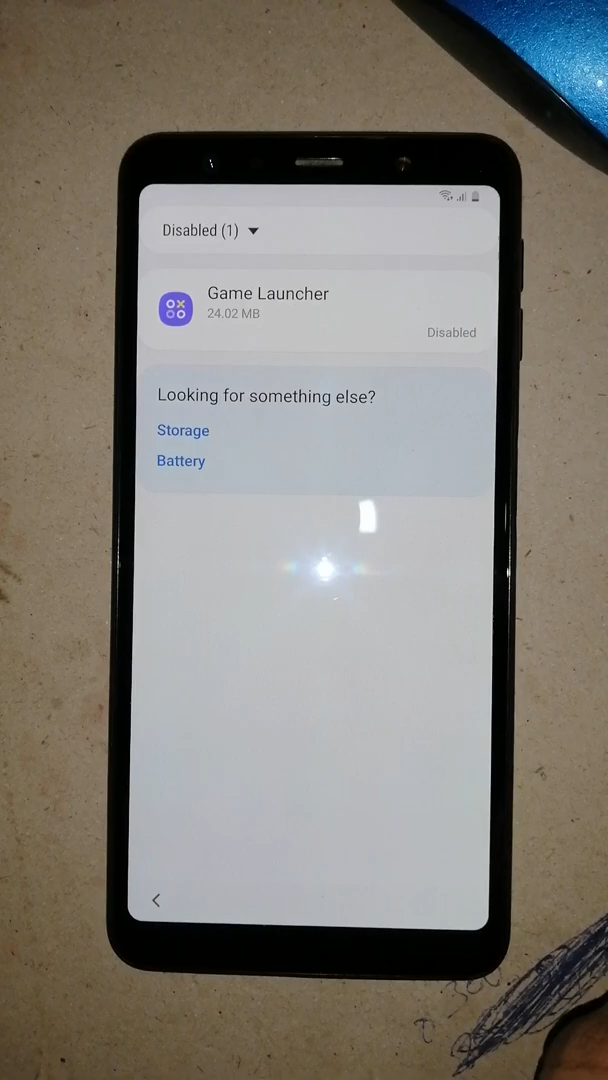 Disabled (1)
Game Launcher
24.02 MB
Disabled
Looking for something else?
Storage
Battery